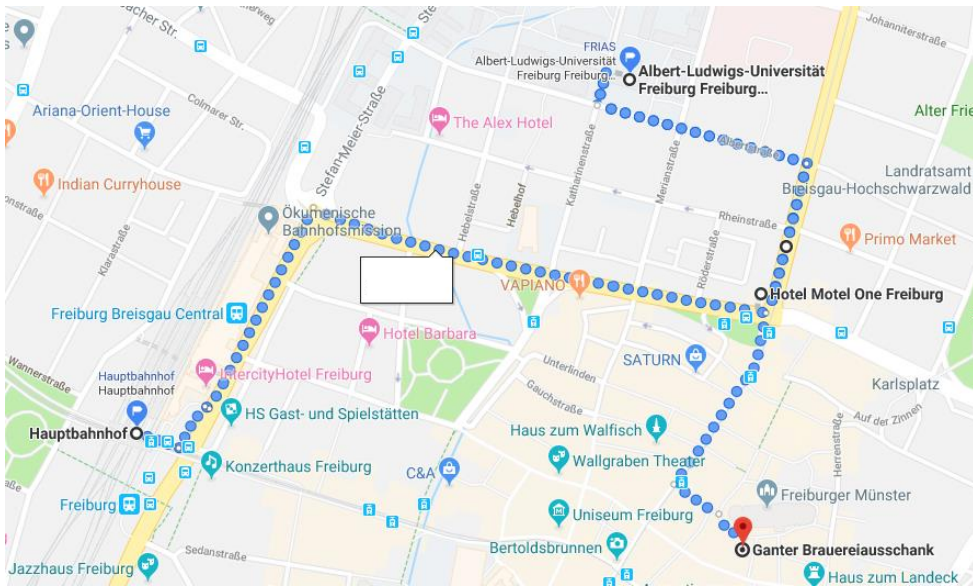 Johanniterstraße
FRIAS
Albert-Ludwigs-Universität
Freiburg Freiburg...
Albert-Ludwigs-Universität
Freiburg Freiburg...
Ariana-Orient-House
Colmarer Str.
Stefan-Meier-Straße
The Alex Hotel
Alter Frie
Albertstraße
Landratsamt
Breisgau-Hochschwarzwald
Indian Curryhouse
Katharinenstraße
Merianstraße
Hebelstraße
Hebelhof
Rheinstraße
Ökumenische
Bahnhofsmission
Primo Market
Klarastraße
Röderstraße
VAPIANO
Hotel Motel One Freiburg
Freiburg Breisgau Central
Hotel Barbara
SATURN
Unterlinden
Wannerstraße
Hauptbahnhof
Hauptbahnhof
IntercityHotel Freiburg
Gauchstraße
Karlsplatz
Auf der Zinnen
HS Gast- und Spielstätten
Hauptbahnhof
Haus zum Walfisch
Herrenstraße
Wallgraben Theater
Konzerthaus Freiburg
C&A
Freiburger Münster
Freiburg
Uniseum Freiburg
Sedanstraße
Bertoldsbrunnen
Ganter Brauereiausschank
Jazzhaus Freiburg
Haus zum Landeck